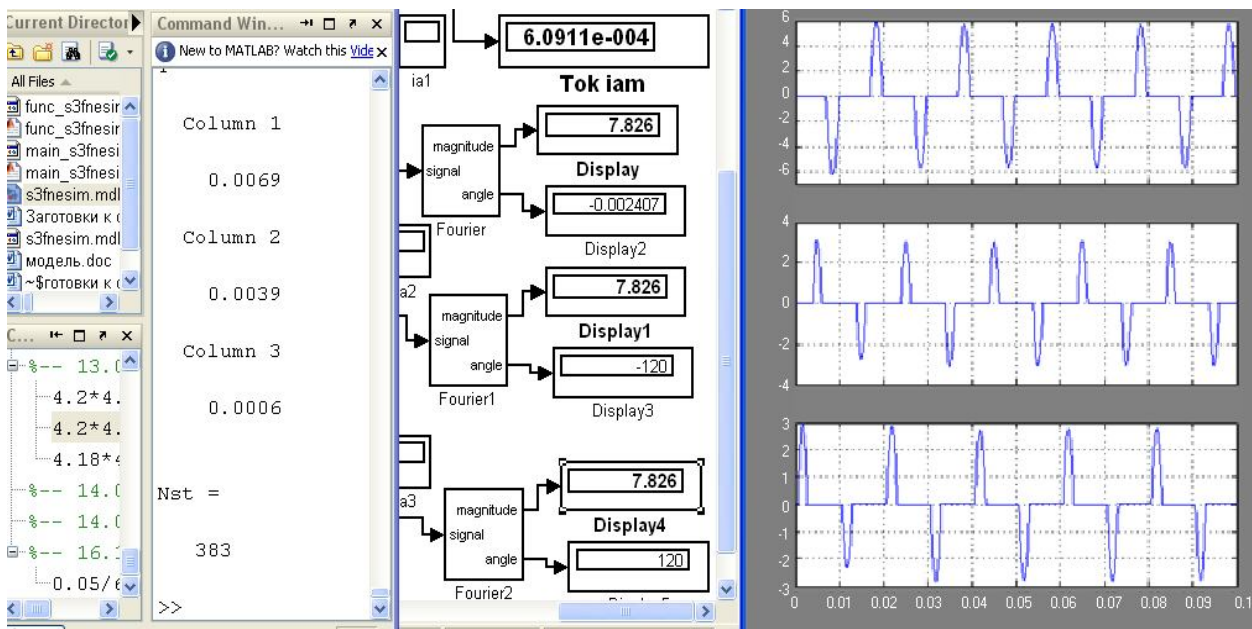 Current Director
All Files
func_s3fnesir
func_s3fnesir
main_s3fnesi
main_s3fnesi
s3fnesim.mdl
Заготовки к с
s3fnesim.mdl
модель.doc
~$готовки к с
C...
%-- 13.0
4.2*4.
4.2*4.
4.18*4
%-- 14.0
%-- 14.0
%-- 16.
0.05/6
Command Win...
New to MATLAB? Watch this Vide
Column 1
0.0069
Column 2
0.0039
Column 3
0.0006
Nst =
383
>>
6.0911e-004
ia1
Tok iam
7.826
magnitude
signal
Display
angle
-0.002407
Fourier
Display2
a2
7.826
magnitude
signal
Display1
angle
-120
Fourier1
Display3
a3
7.826
magnitude
signal
Display4
angle
120
Fourier2
6
4
2
0
-2
-4
-6
4
2
0
-2
-4
3
2
1
0
-1
-2
-3
0 0.01 0.02 0.03 0.04 0.05 0.06 0.07 0.08 0.09 0.1